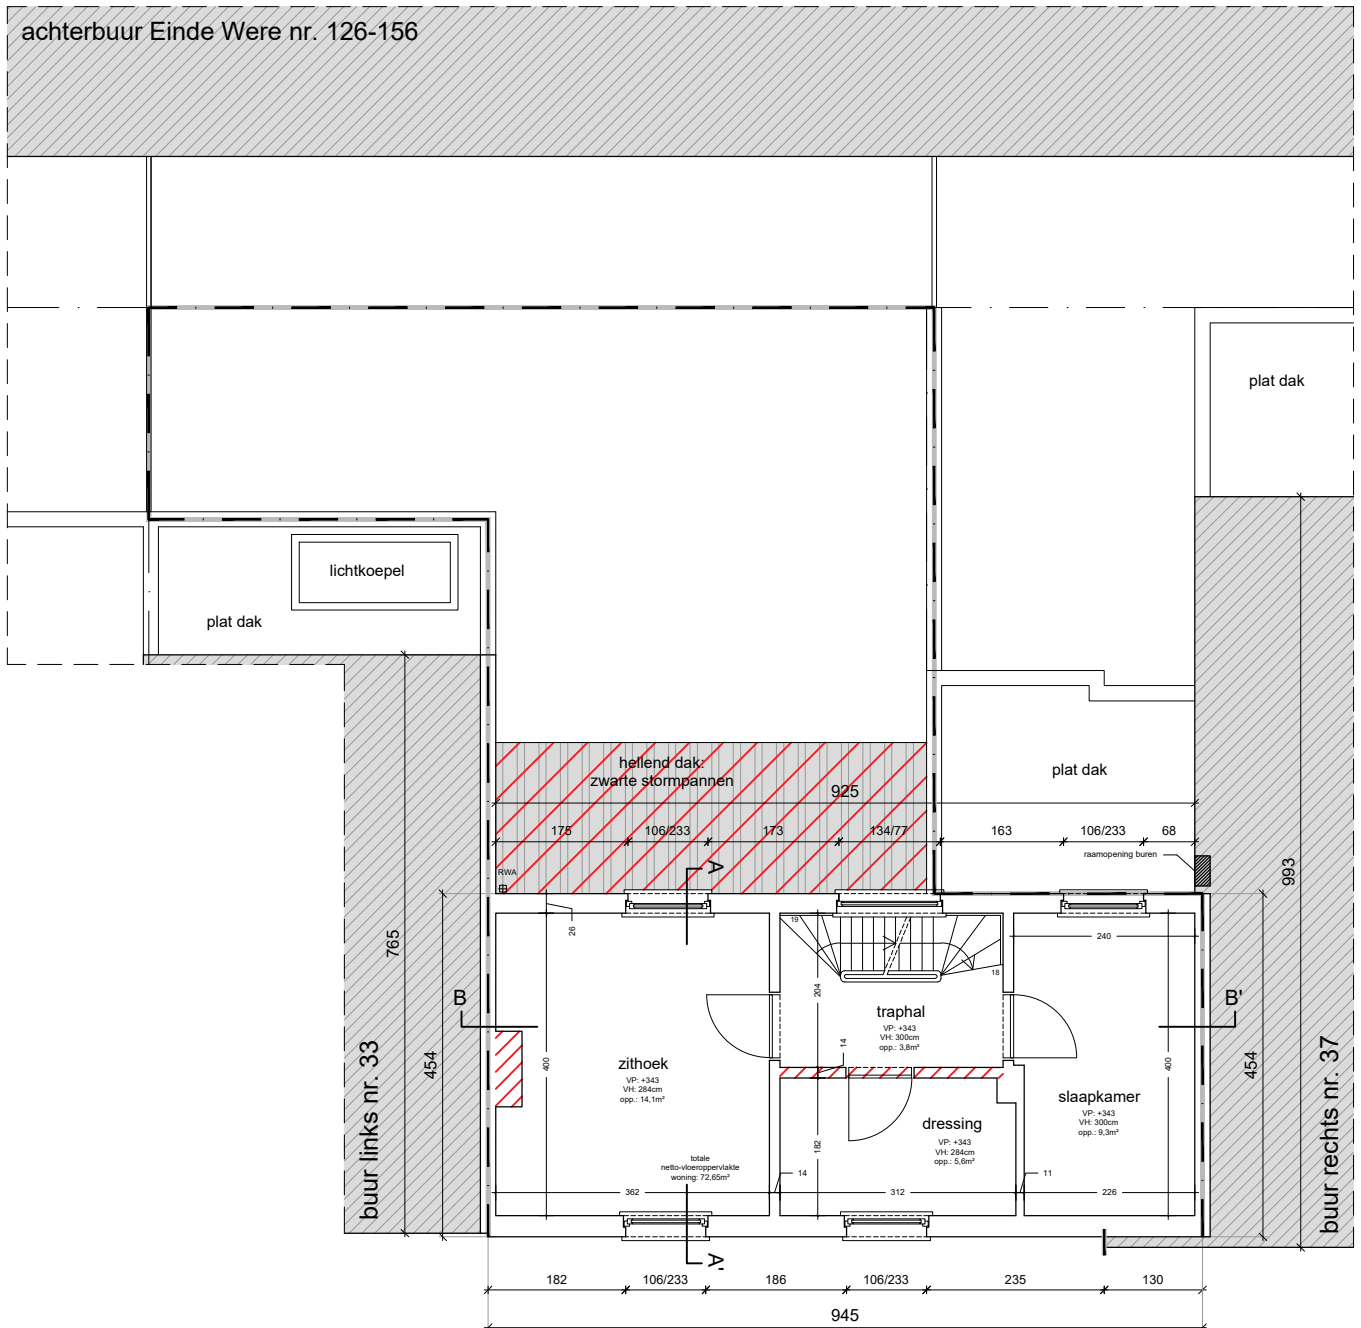 achterbuur Einde Were nr. 126-156
plat dak
lichtkoepel
plat dak
hellend dak:
zwarte stormpannen
plat dak
925
175
106/233
173
134/77
163
106/233
68
raamopening buren
RWA
A
993
765
26
19
18
240
454
B
B'
204
traphal
VP: +343
VH: 300cm
opp.: 3,8m²
14
400
zithoek
VP: +343
VH: 284cm
opp.: 14,1m²
400
454
slaapkamer
VP: +343
VH: 300cm
opp.: 9,3m²
dressing
VP: +343
VH: 284cm
opp.: 5,6m²
182
totale
netto-vloeroppervlakte
woning: 72,65m²
buur links nr. 33
buur rechts nr. 37
362
14
312
11
226
A'
182
106/233
186
106/233
235
130
945